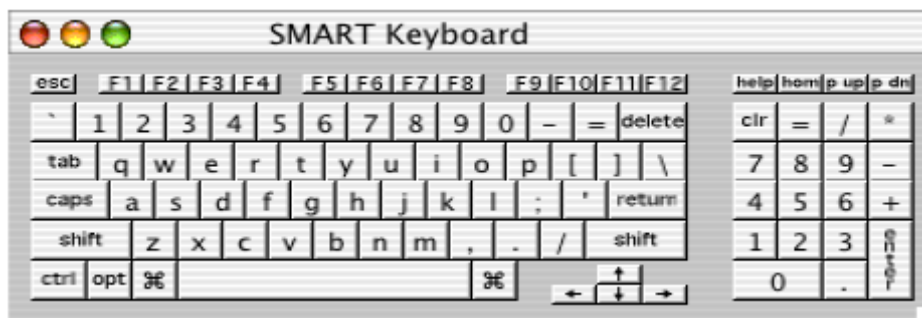 SMART Keyboard
esc F1 F2 F3 F4 F5 F6 F7 F8 F9 F10 F11 F12 help hom p up p dn
` 1 2 3 4 5 6 7 8 9 0 - = delete clr = / *
tab q w e r t y u i o p [ ] \ 7 8 9 -
caps a s d f g h j k l ; ' return 4 5 6 +
shift z x c v b n m , . / shift 1 2 3 enter
ctrl opt ⌘ ⌘ ← ↑ ↓ → 0 .